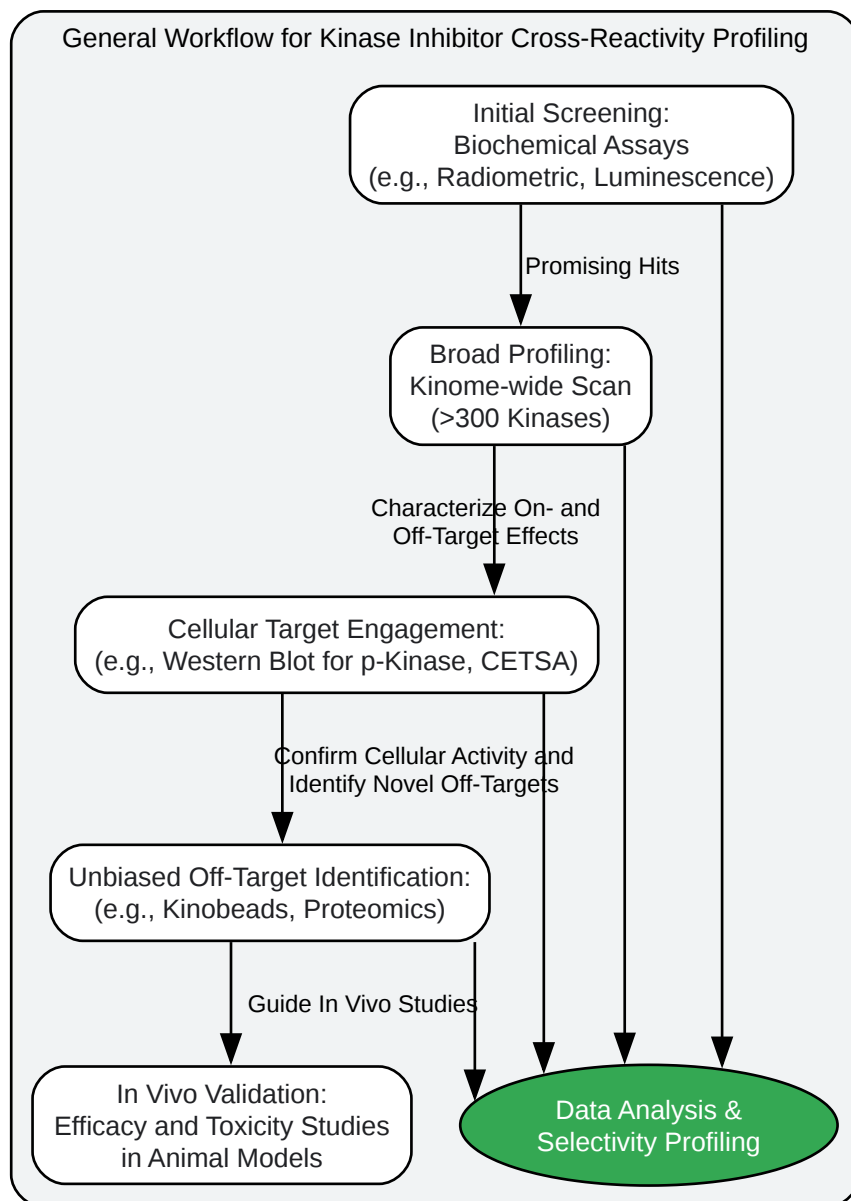 General Workflow for Kinase Inhibitor Cross-Reactivity Profiling
Initial Screening:
Biochemical Assays
(e.g., Radiometric, Luminescence)
Promising Hits
Broad Profiling:
Kinome-wide Scan
(>300 Kinases)
Characterize On- and
Off-Target Effects
Cellular Target Engagement:
(e.g., Western Blot for p-Kinase, CETSA)
Confirm Cellular Activity and
Identify Novel Off-Targets
Unbiased Off-Target Identification:
(e.g., Kinobeads, Proteomics)
Guide In Vivo Studies
In Vivo Validation:
Efficacy and Toxicity Studies
in Animal Models
Data Analysis &
Selectivity Profiling